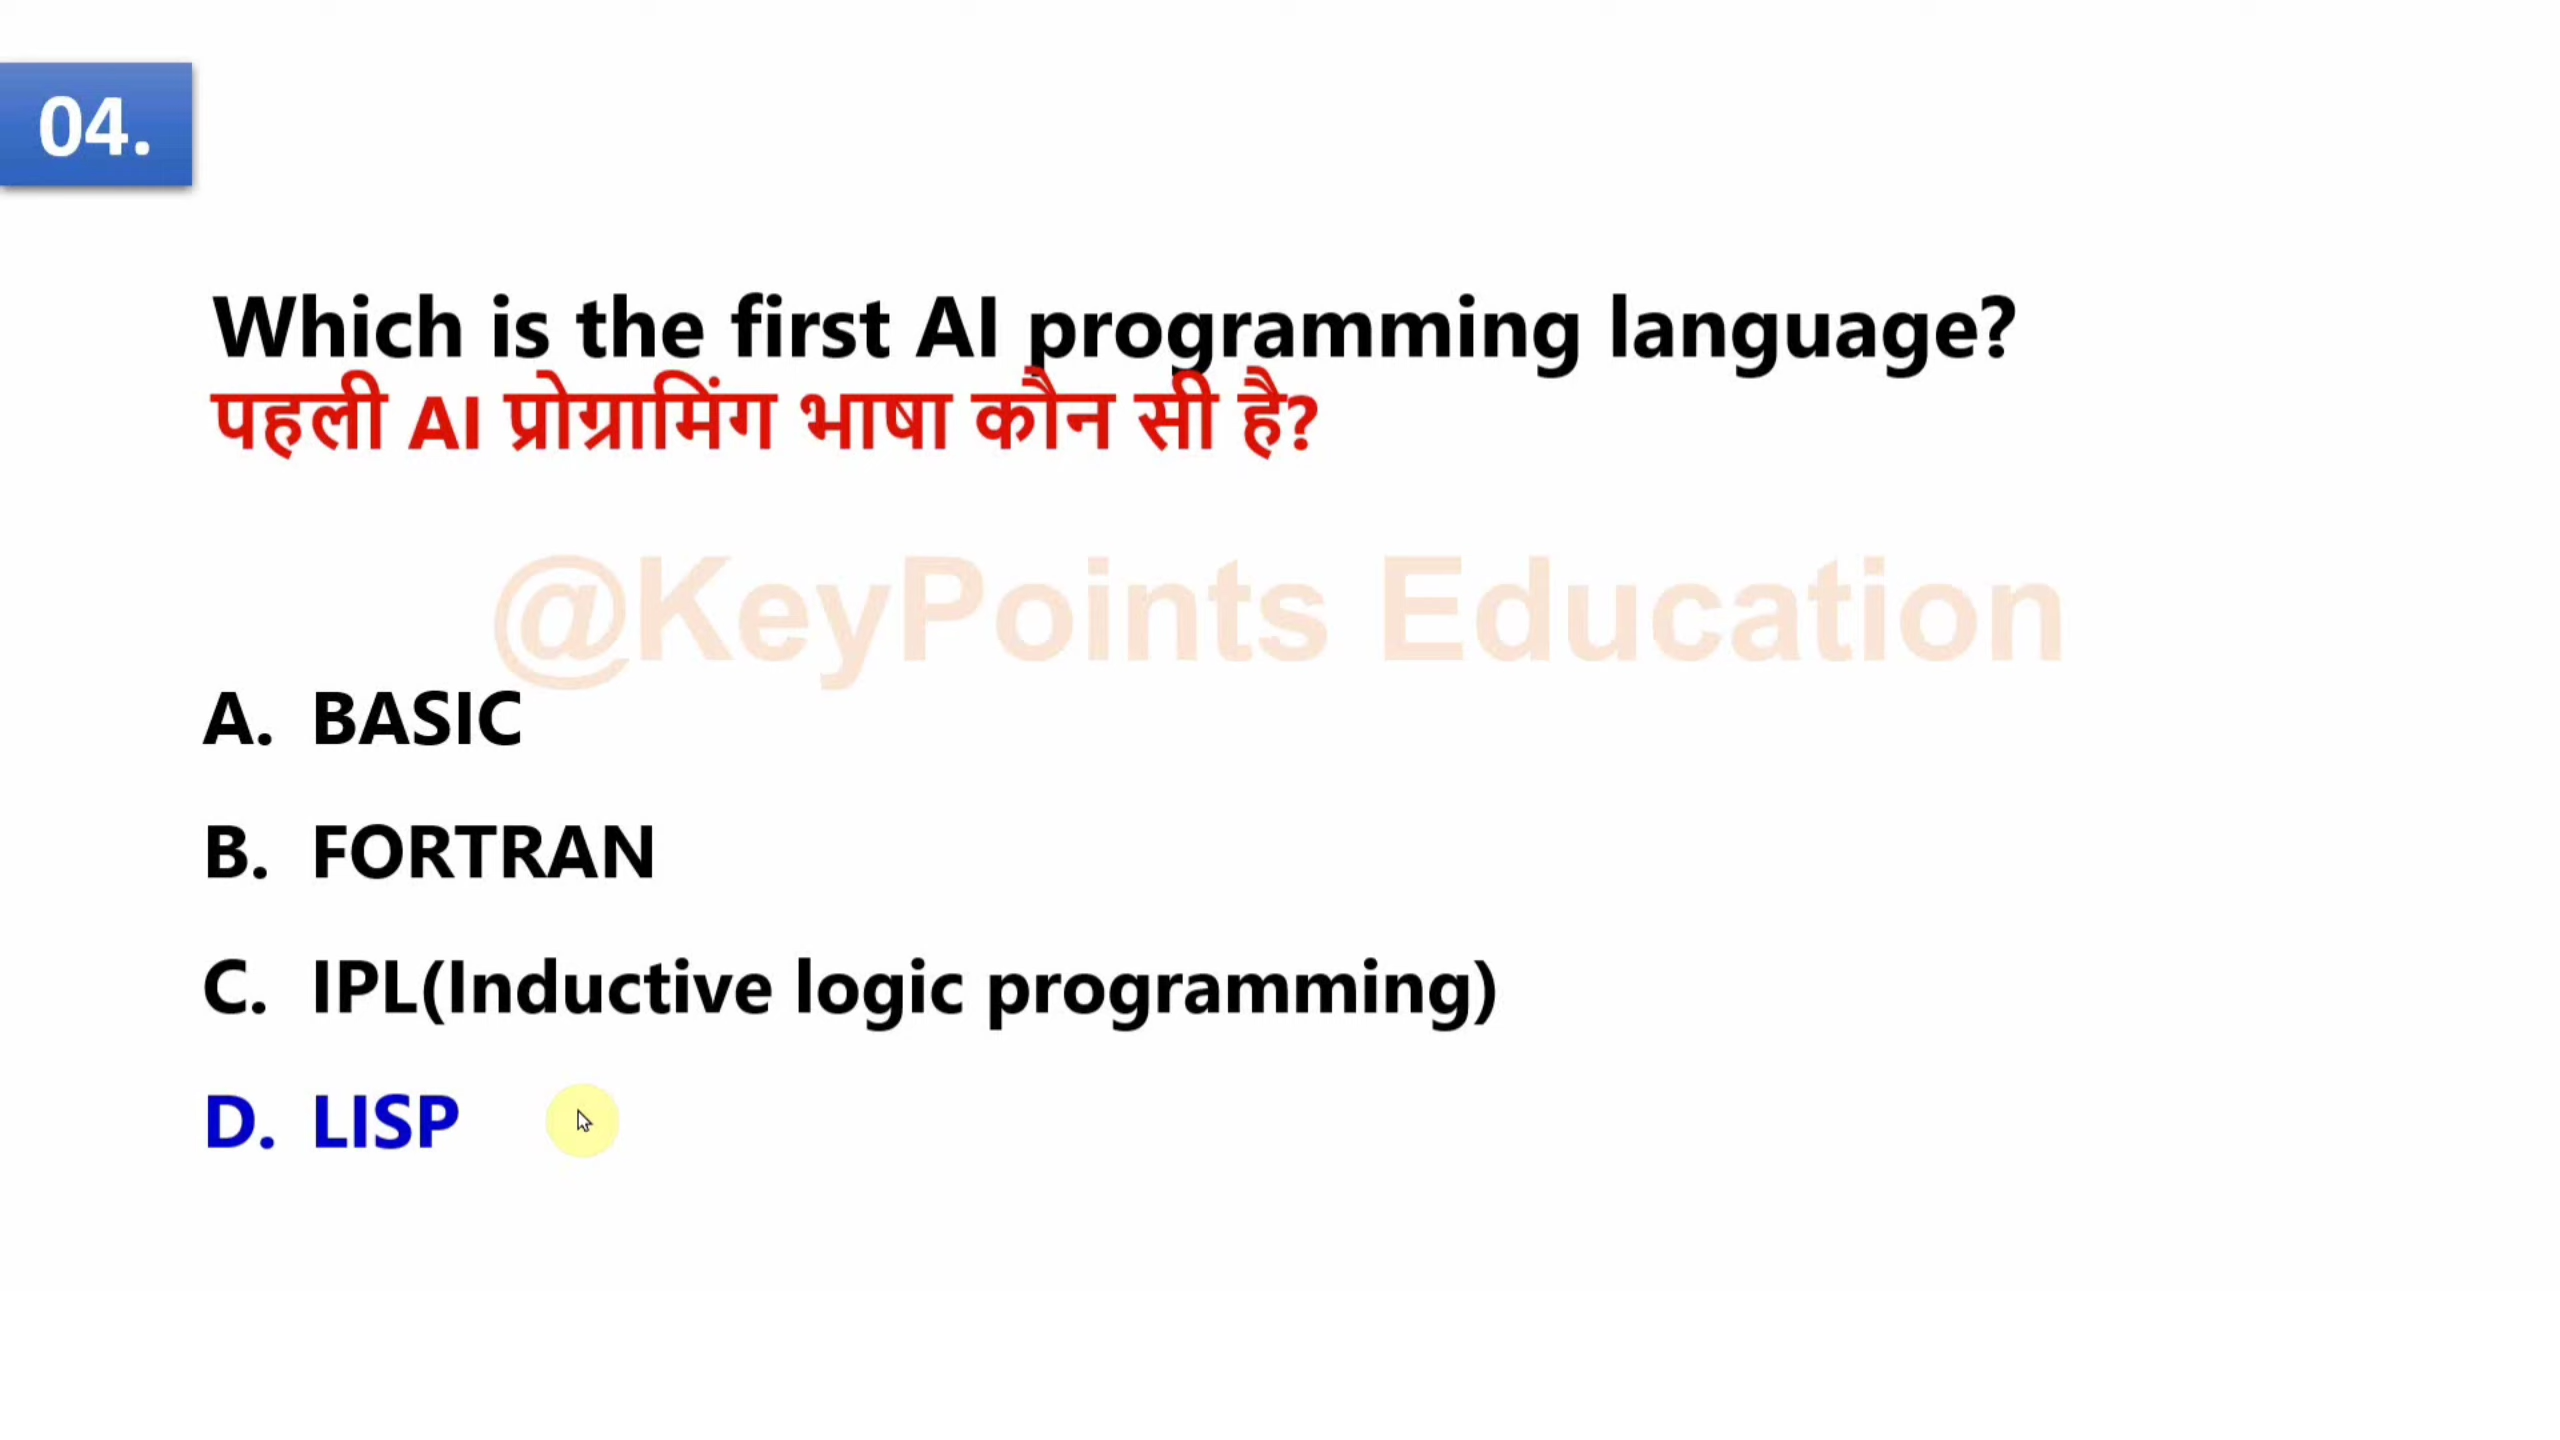 04.
Which is the first AI programming language?
पहली AI प्रोग्रामिंग भाषा कौन सी है?
@KeyPoints Education
A. BASIC
B. FORTRAN
C. IPL(Inductive logic programming)
D. LISP